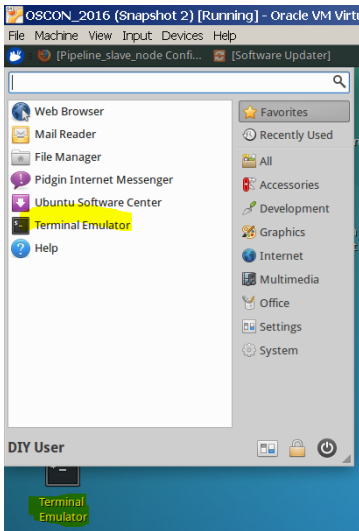 OSCON_2016 (Snapshot 2) [Running] - Oracle VM Virt
File Machine View Input Devices Help
[Pipeline_slave_node Confi... [Software Updater]
Web Browser
Mail Reader
File Manager
Pidgin Internet Messenger
Ubuntu Software Center
Terminal Emulator
Help
Favorites
Recently Used
All
Accessories
Development
Graphics
Internet
Multimedia
Office
Settings
System
DIY User
Terminal
Emulator